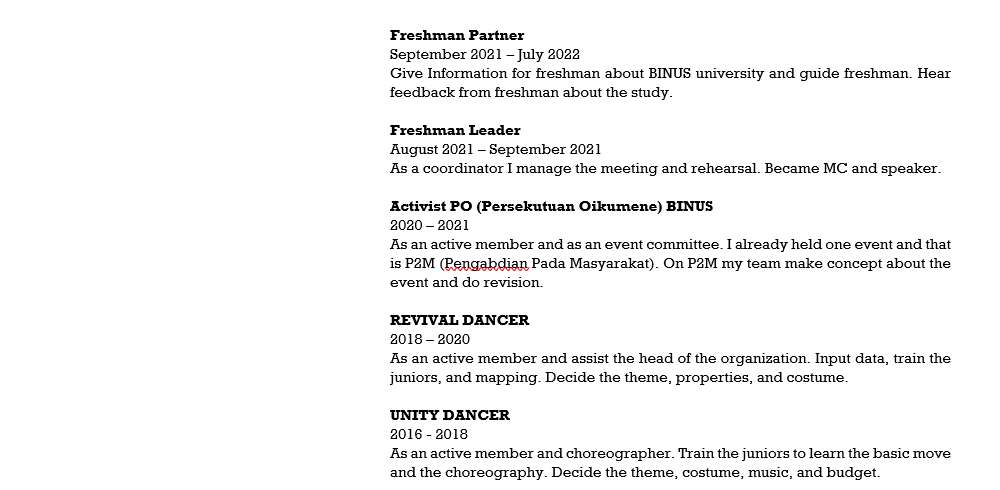 Freshman Partner
September 2021 – July 2022
Give Information for freshman about BINUS university and guide freshman. Hear
feedback from freshman about the study.
Freshman Leader
August 2021 – September 2021
As a coordinator I manage the meeting and rehearsal. Became MC and speaker.
Activist PO (Persekutuan Oikumene) BINUS
2020 – 2021
As an active member and as an event committee. I already held one event and that
is P2M (Pengabdian Pada Masyarakat). On P2M my team make concept about the
event and do revision.
REVIVAL DANCER
2018 – 2020
As an active member and assist the head of the organization. Input data, train the
juniors, and mapping. Decide the theme, properties, and costume.
UNITY DANCER
2016 - 2018
As an active member and choreographer. Train the juniors to learn the basic move
and the choreography. Decide the theme, costume, music, and budget.